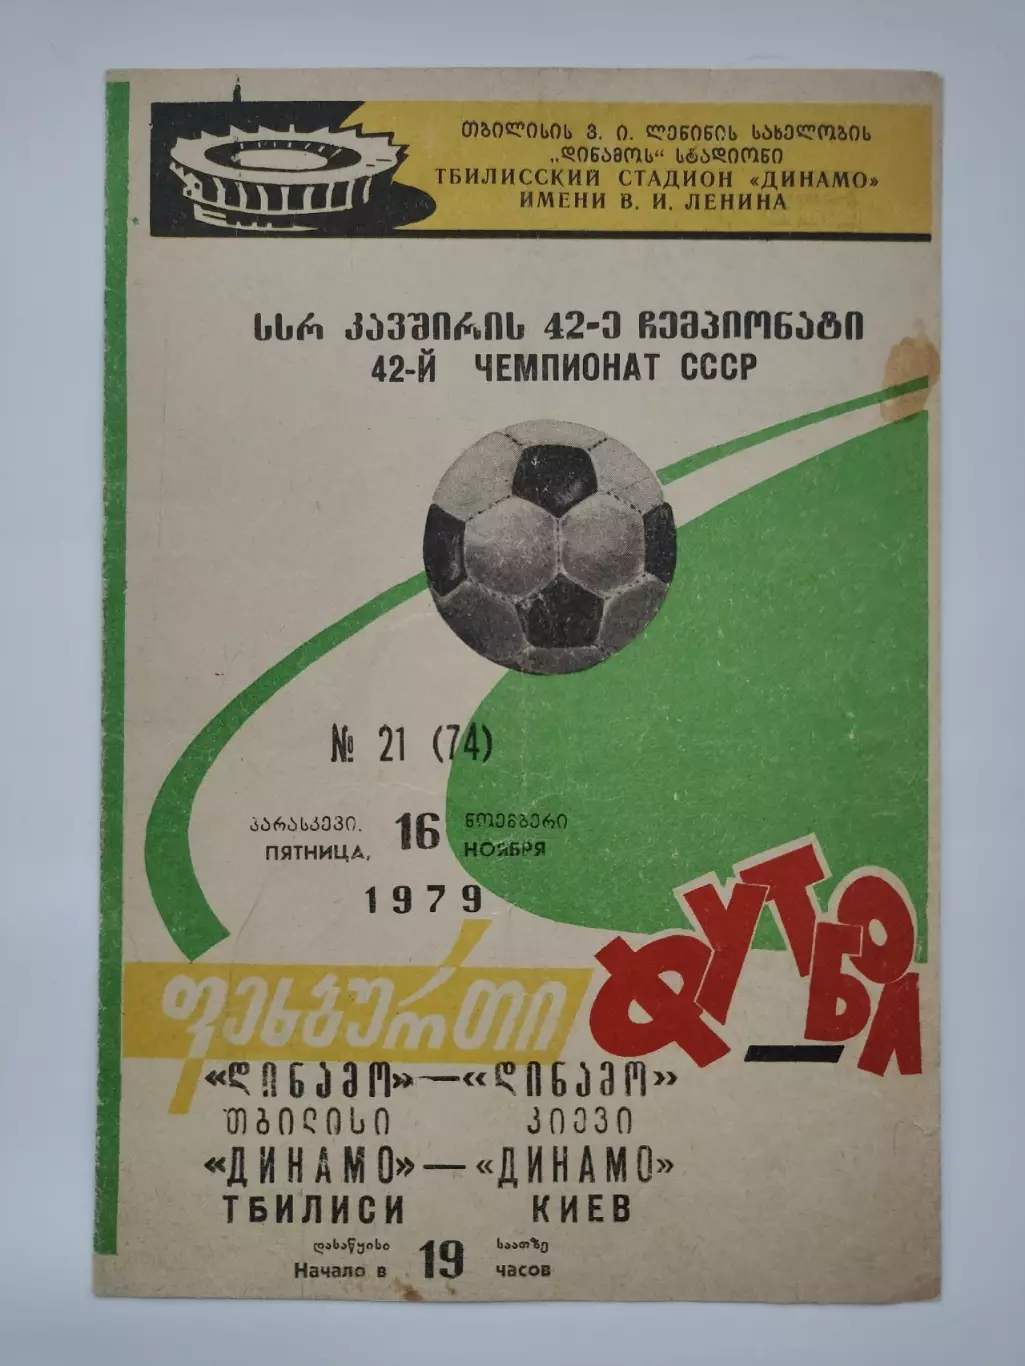 თბილისის ვ. ი. ლენინის სახელობის
„დინამოს“ სტადიონი
ТБИЛИССКИЙ СТАДИОН «ДИНАМО»
ИМЕНИ В. И. ЛЕНИНА
სსრ კავშირის 42-ე ჩემპიონატი
42-Й ЧЕМПИОНАТ СССР
№ 21 (74)
პარასკევი, 16 ნოემბერი
ПЯТНИЦА, 16 НОЯБРЯ
1979
ФУТБОЛ
ფეხბურთი
«დინამო»—«დინამო»
თბილისი კიევი
«ДИНАМО»—«ДИНАМО»
ТБИЛИСИ КИЕВ
დასაწყისი 19 საათზე
Начало в 19 часов